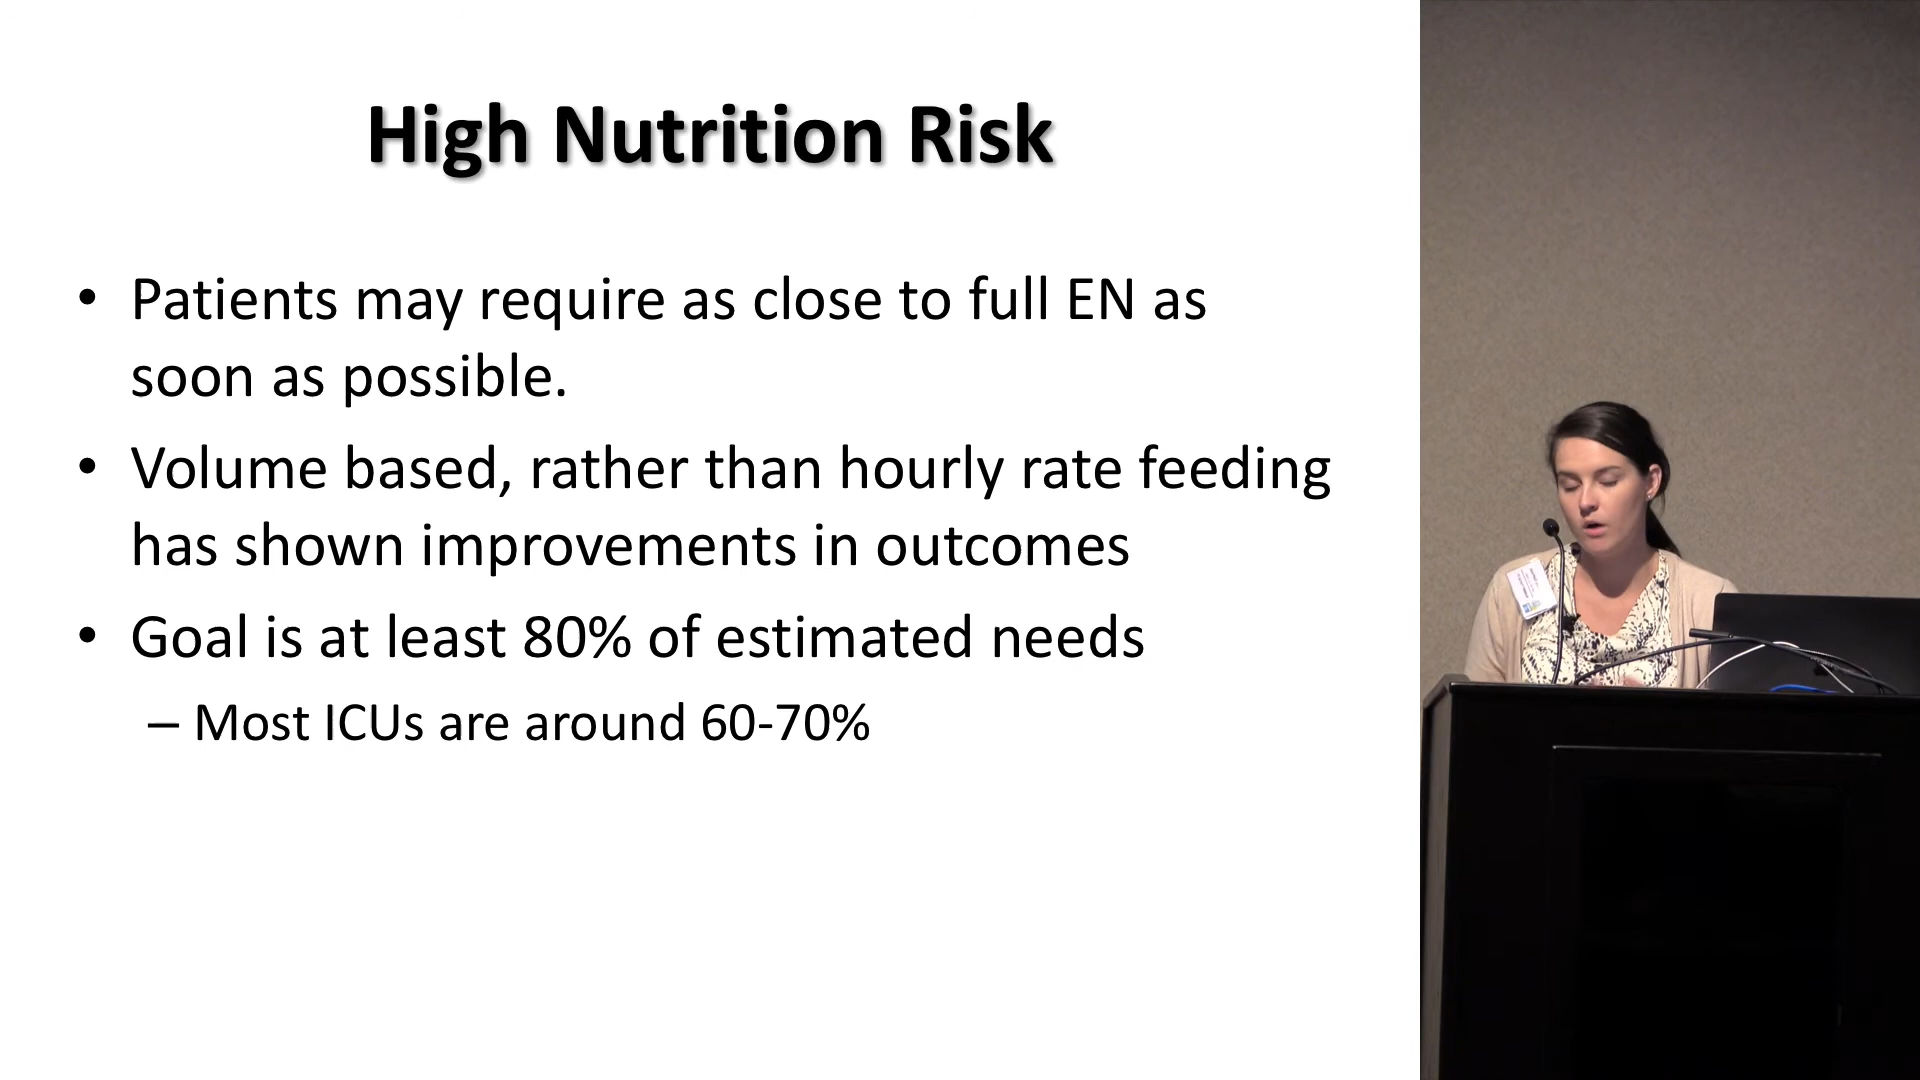 High Nutrition Risk
• Patients may require as close to full EN as
soon as possible.
• Volume based, rather than hourly rate feeding
has shown improvements in outcomes
• Goal is at least 80% of estimated needs
– Most ICUs are around 60-70%